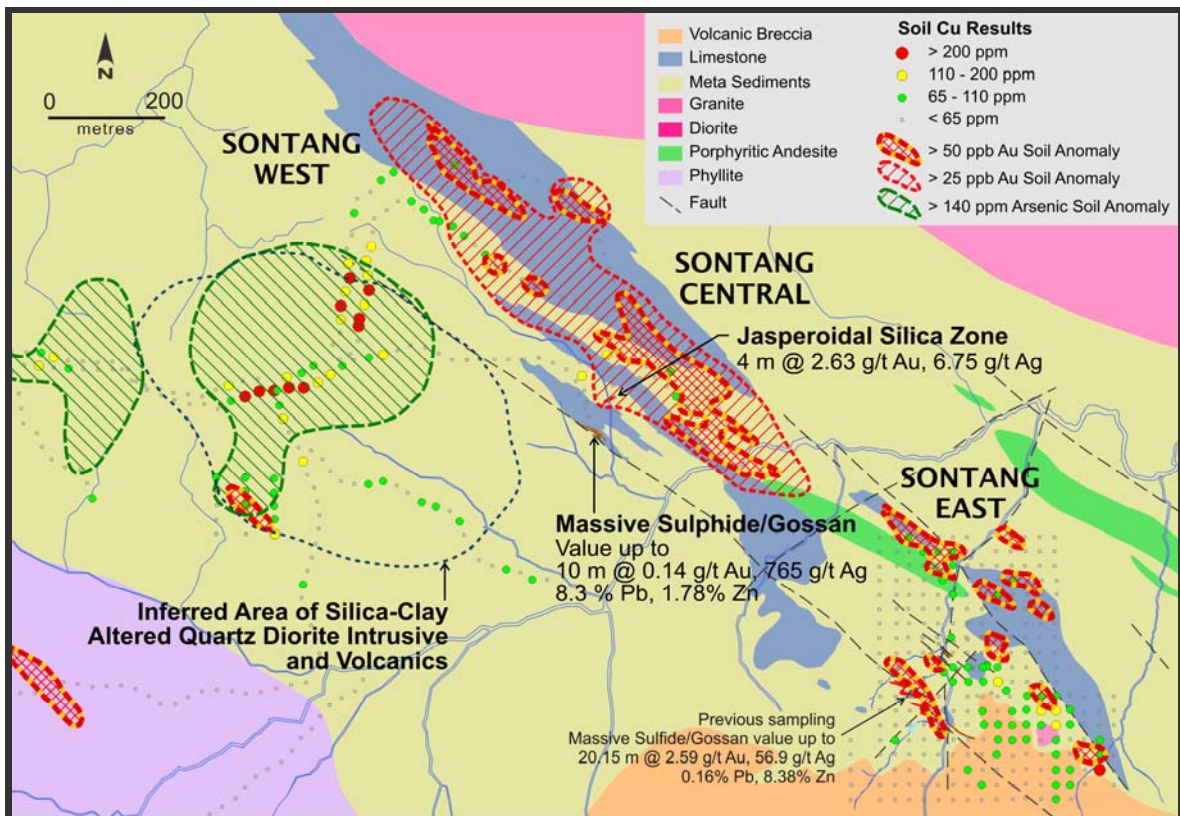 N
0 200
metres
SONTANG
WEST
SONTANG
CENTRAL
Jasperoidal Silica Zone
4 m @ 2.63 g/t Au, 6.75 g/t Ag
SONTANG
EAST
Massive Sulphide/Gossan
Value up to
10 m @ 0.14 g/t Au, 765 g/t Ag
8.3 % Pb, 1.78% Zn
Inferred Area of Silica-Clay
Altered Quartz Diorite Intrusive
and Volcanics
Previous sampling
Massive Sulfide/Gossan value up to
20.15 m @ 2.59 g/t Au, 56.9 g/t Ag
0.16% Pb, 8.38% Zn
Volcanic Breccia
Limestone
Meta Sediments
Granite
Diorite
Porphyritic Andesite
Phyllite
Fault
Soil Cu Results
> 200 ppm
110 - 200 ppm
65 - 110 ppm
< 65 ppm
> 50 ppb Au Soil Anomaly
> 25 ppb Au Soil Anomaly
> 140 ppm Arsenic Soil Anomaly